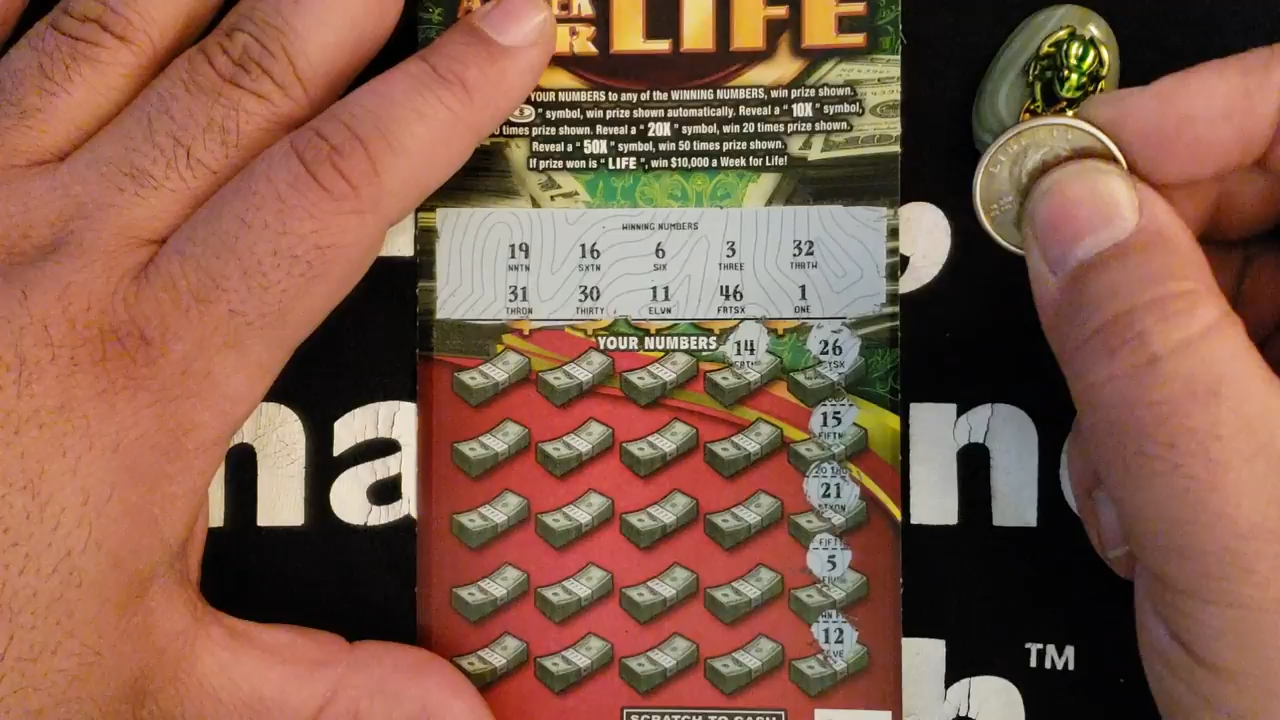 LIFE
YOUR NUMBERS to any of the WINNING NUMBERS, win prize shown.
" symbol, win prize shown automatically. Reveal a " 10X " symbol,
times prize shown. Reveal a " 20X " symbol, win 20 times prize shown.
Reveal a " 50X " symbol, win 50 times prize shown.
If prize won is " LIFE ", win $10,000 a Week for Life!
WINNING NUMBERS
19 16 6 3 32
NNTN SXTN SIX THREE THRTW
31 30 11 46 1
THRON THIRTY ELVN FRTSX ONE
YOUR NUMBERS 14 26
15
FIFTN
21
5
12
TM
SCRATCH TO CASH